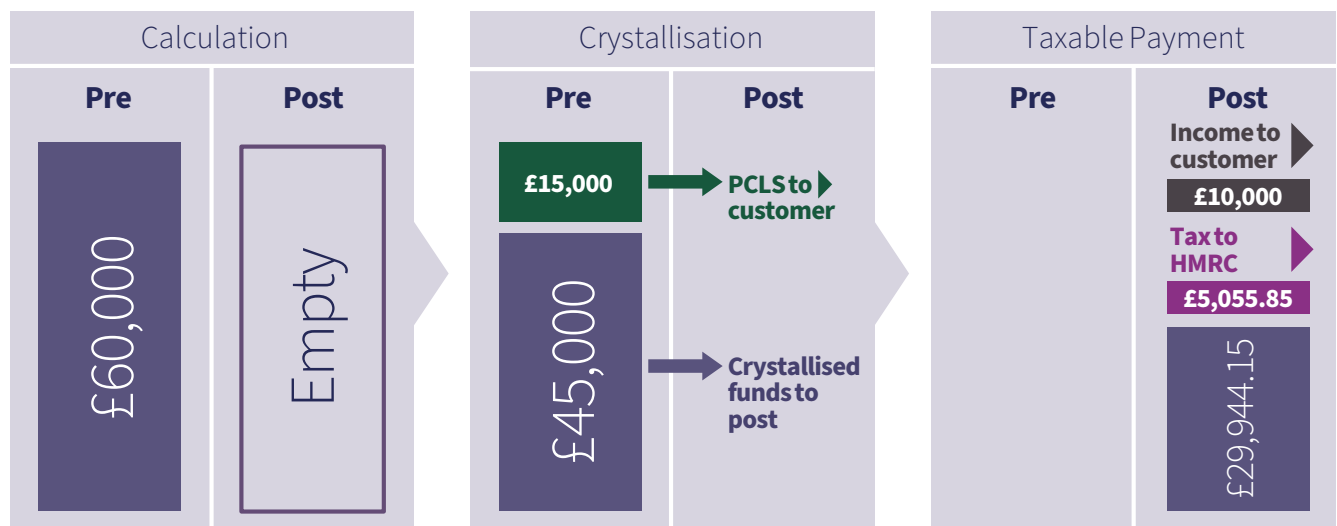 Calculation
Pre
Post
£60,000
Empty
Crystallisation
Pre
Post
£15,000
PCLS to
customer
£45,000
Crystallised
funds to
post
Taxable Payment
Pre
Post
Income to
customer
£10,000
Tax to
HMRC
£5,055.85
£29,944.15